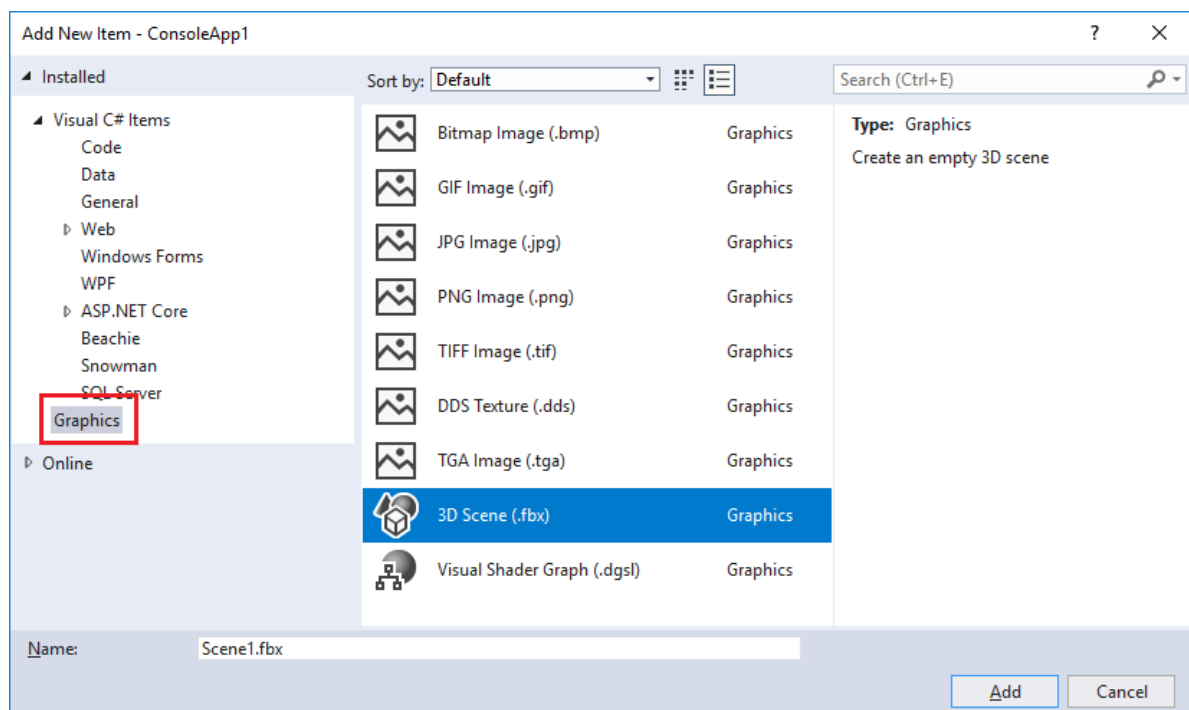 Add New Item - ConsoleApp1
?
Installed
Sort by: Default
Search (Ctrl+E)
Visual C# Items
Code
Data
General
Web
Windows Forms
WPF
ASP.NET Core
Beachie
Snowman
SQL Server
Graphics
Online
Bitmap Image (.bmp) Graphics
GIF Image (.gif) Graphics
JPG Image (.jpg) Graphics
PNG Image (.png) Graphics
TIFF Image (.tif) Graphics
DDS Texture (.dds) Graphics
TGA Image (.tga) Graphics
3D Scene (.fbx) Graphics
Visual Shader Graph (.dgsl) Graphics
Type: Graphics
Create an empty 3D scene
Name: Scene1.fbx
Add Cancel